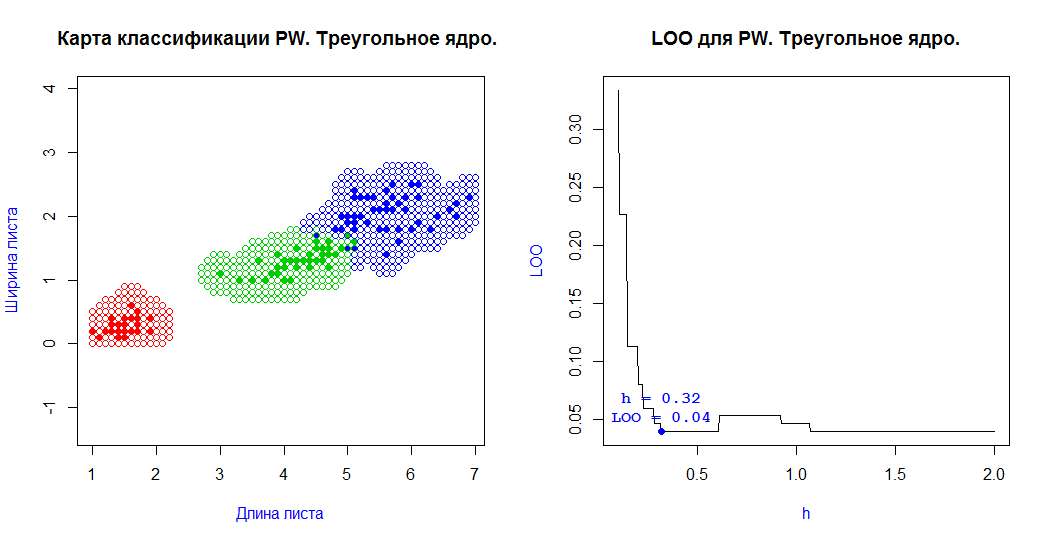 Карта классификации PW. Треугольное ядро.
4
3
2
1
0
-1
Ширина листа
1 2 3 4 5 6 7
Длина листа
LOO для PW. Треугольное ядро.
0.30
0.25
0.20
0.15
0.10
0.05
LOO
h = 0.32
LOO = 0.04
0.5 1.0 1.5 2.0
h